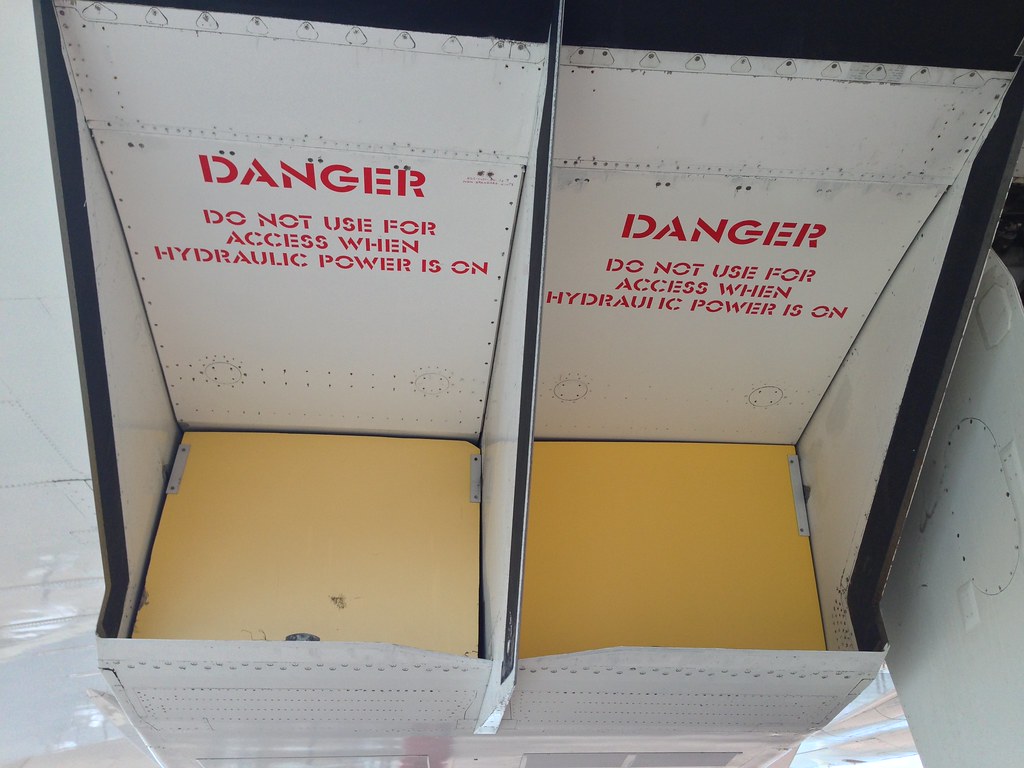 DANGER
DO NOT USE FOR
ACCESS WHEN
HYDRAULIC POWER IS ON
DANGER
DO NOT USE FOR
ACCESS WHEN
HYDRAULIC POWER IS ON